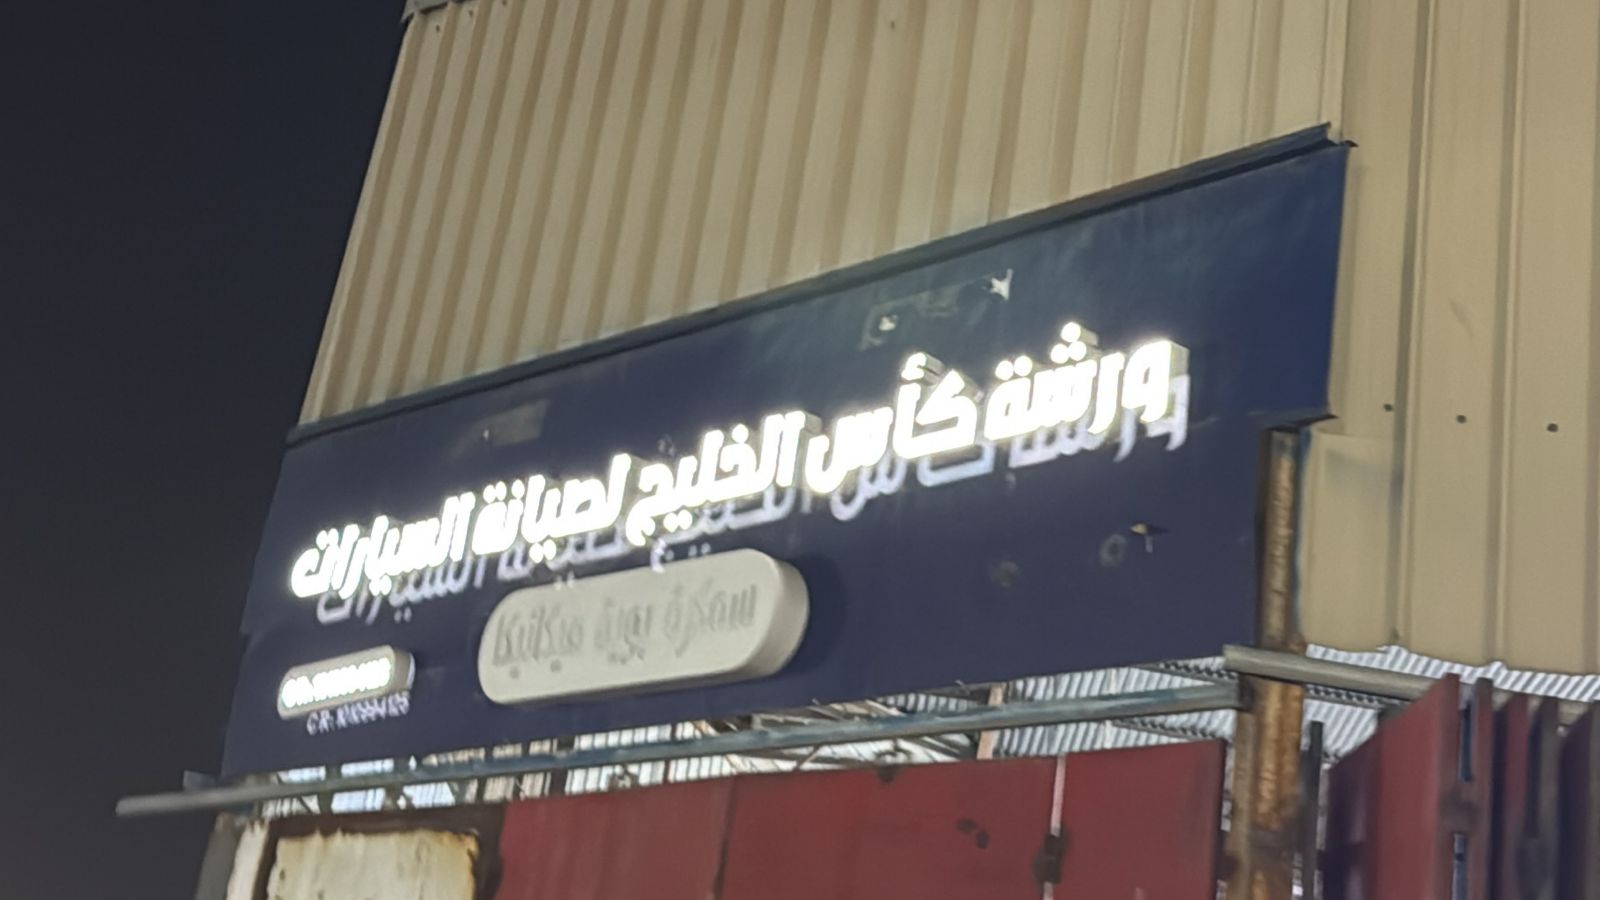 ورشة كأس الخليج لصيانة السيارات
سمكرة بوية ميكانيكا